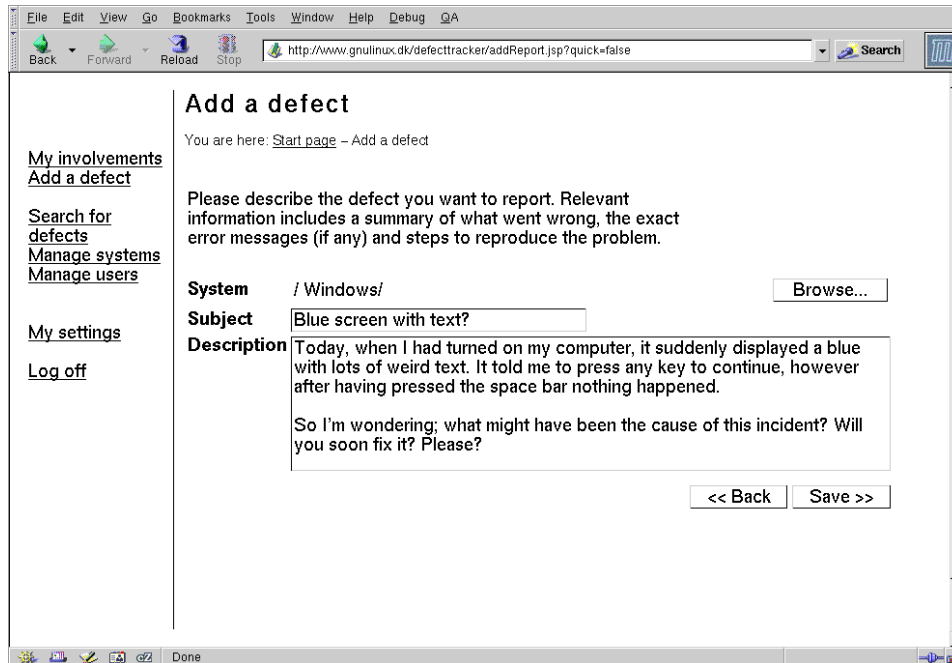 File Edit View Go Bookmarks Tools Window Help Debug QA
Back Forward Reload Stop http://www.gnulinux.dk/defecttracker/addReport.jsp?quick=false Search
Add a defect
You are here: Start page – Add a defect
My involvements
Add a defect
Search for
defects
Manage systems
Manage users
My settings
Log off
Please describe the defect you want to report. Relevant
information includes a summary of what went wrong, the exact
error messages (if any) and steps to reproduce the problem.
System / Windows/ Browse...
Subject Blue screen with text?
Description Today, when I had turned on my computer, it suddenly displayed a blue
with lots of weird text. It told me to press any key to continue, however
after having pressed the space bar nothing happened.
So I'm wondering; what might have been the cause of this incident? Will
you soon fix it? Please?
<< Back Save >>
Done